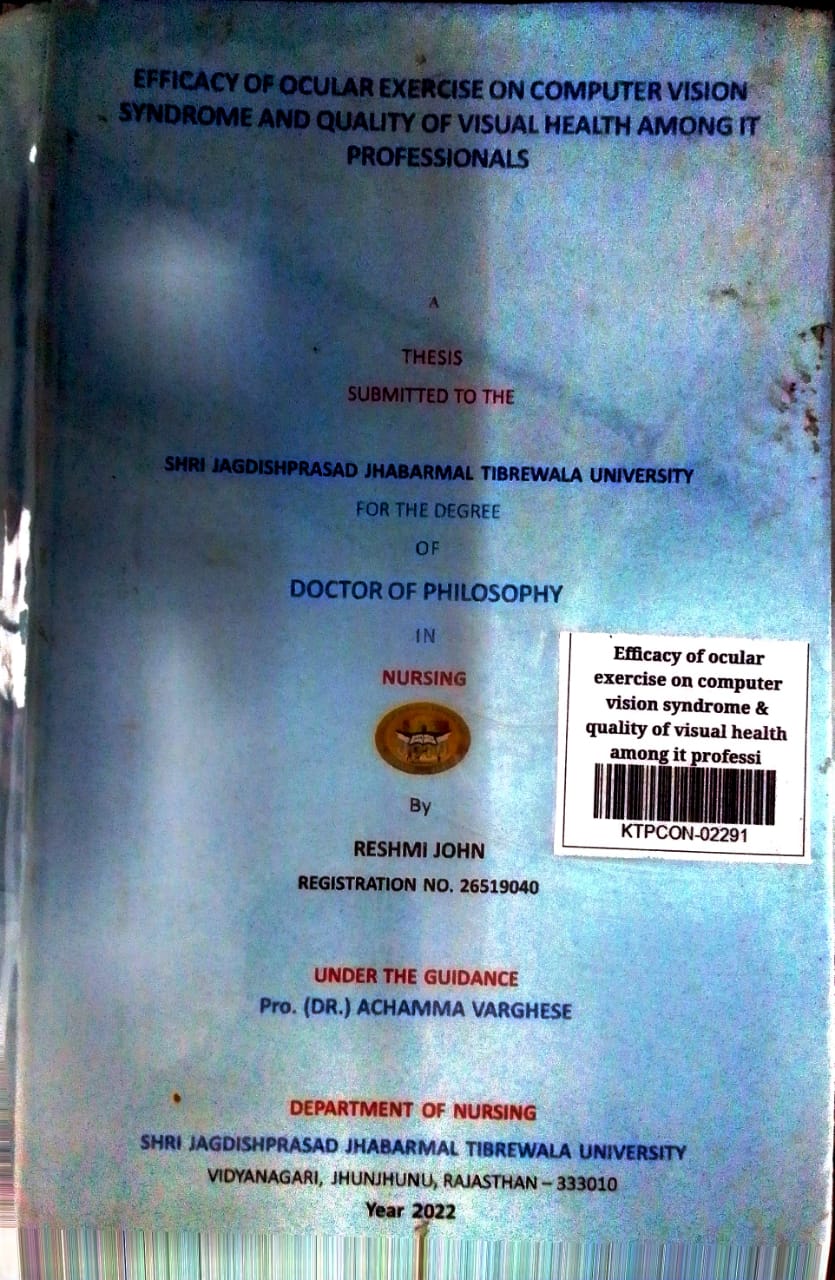 EFFICACY OF OCULAR EXERCISE ON COMPUTER VISION
SYNDROME AND QUALITY OF VISUAL HEALTH AMONG IT
PROFESSIONALS
A
THESIS
SUBMITTED TO THE
SHRI JAGDISHPRASAD JHABARMAL TIBREWALA UNIVERSITY
FOR THE DEGREE
OF
DOCTOR OF PHILOSOPHY
IN
NURSING
By
RESHMI JOHN
REGISTRATION NO. 26519040
Efficacy of ocular
exercise on computer
vision syndrome &
quality of visual health
among it professi
KTPCON-02291
UNDER THE GUIDANCE
Pro. (DR.) ACHAMMA VARGHESE
DEPARTMENT OF NURSING
SHRI JAGDISHPRASAD JHABARMAL TIBREWALA UNIVERSITY
VIDYANAGARI, JHUNJHUNU, RAJASTHAN – 333010
Year 2022